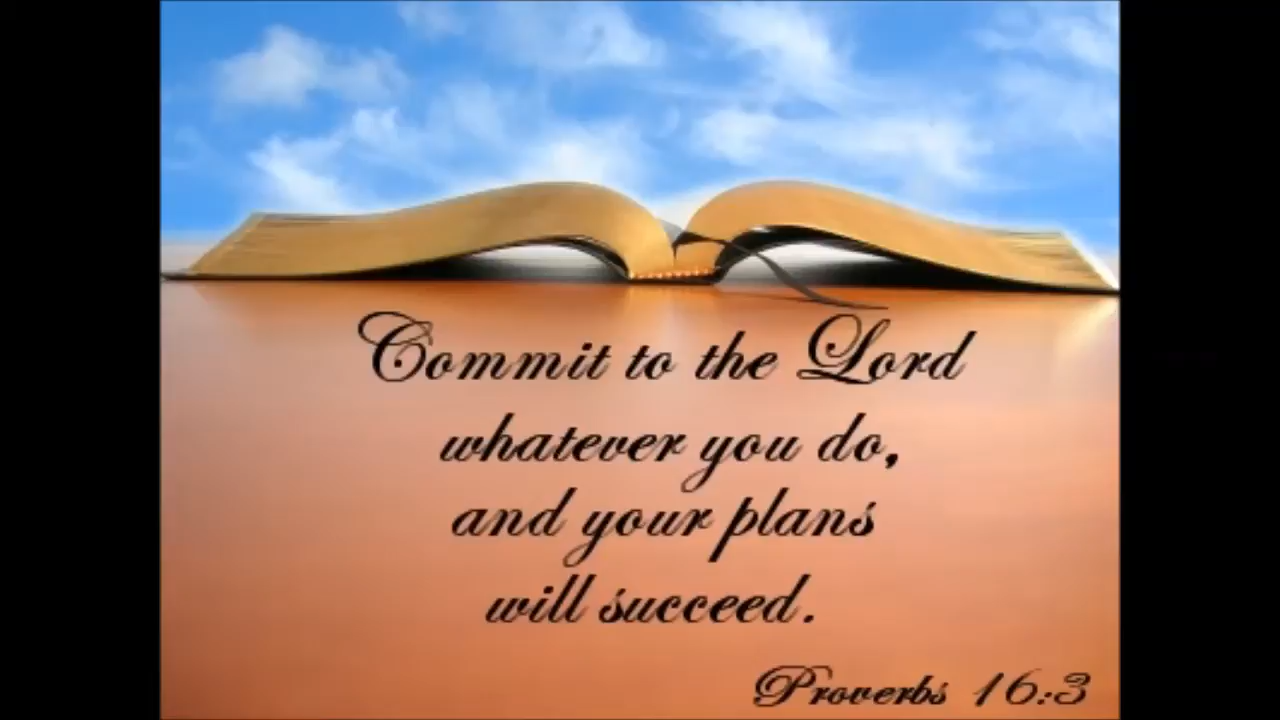 Commit to the Lord
whatever you do,
and your plans
will succeed.
Proverbs 16:3